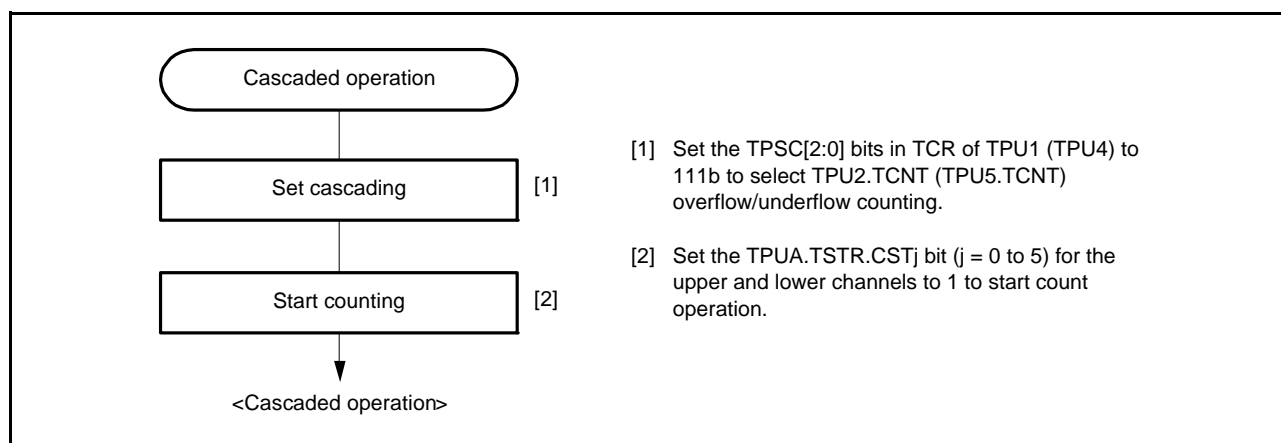 Cascaded operation
Set cascading
[1]
[1] Set the TPSC[2:0] bits in TCR of TPU1 (TPU4) to
111b to select TPU2.TCNT (TPU5.TCNT)
overflow/underflow counting.
Start counting
[2]
[2] Set the TPUA.TSTR.CSTj bit (j = 0 to 5) for the
upper and lower channels to 1 to start count
operation.
<Cascaded operation>